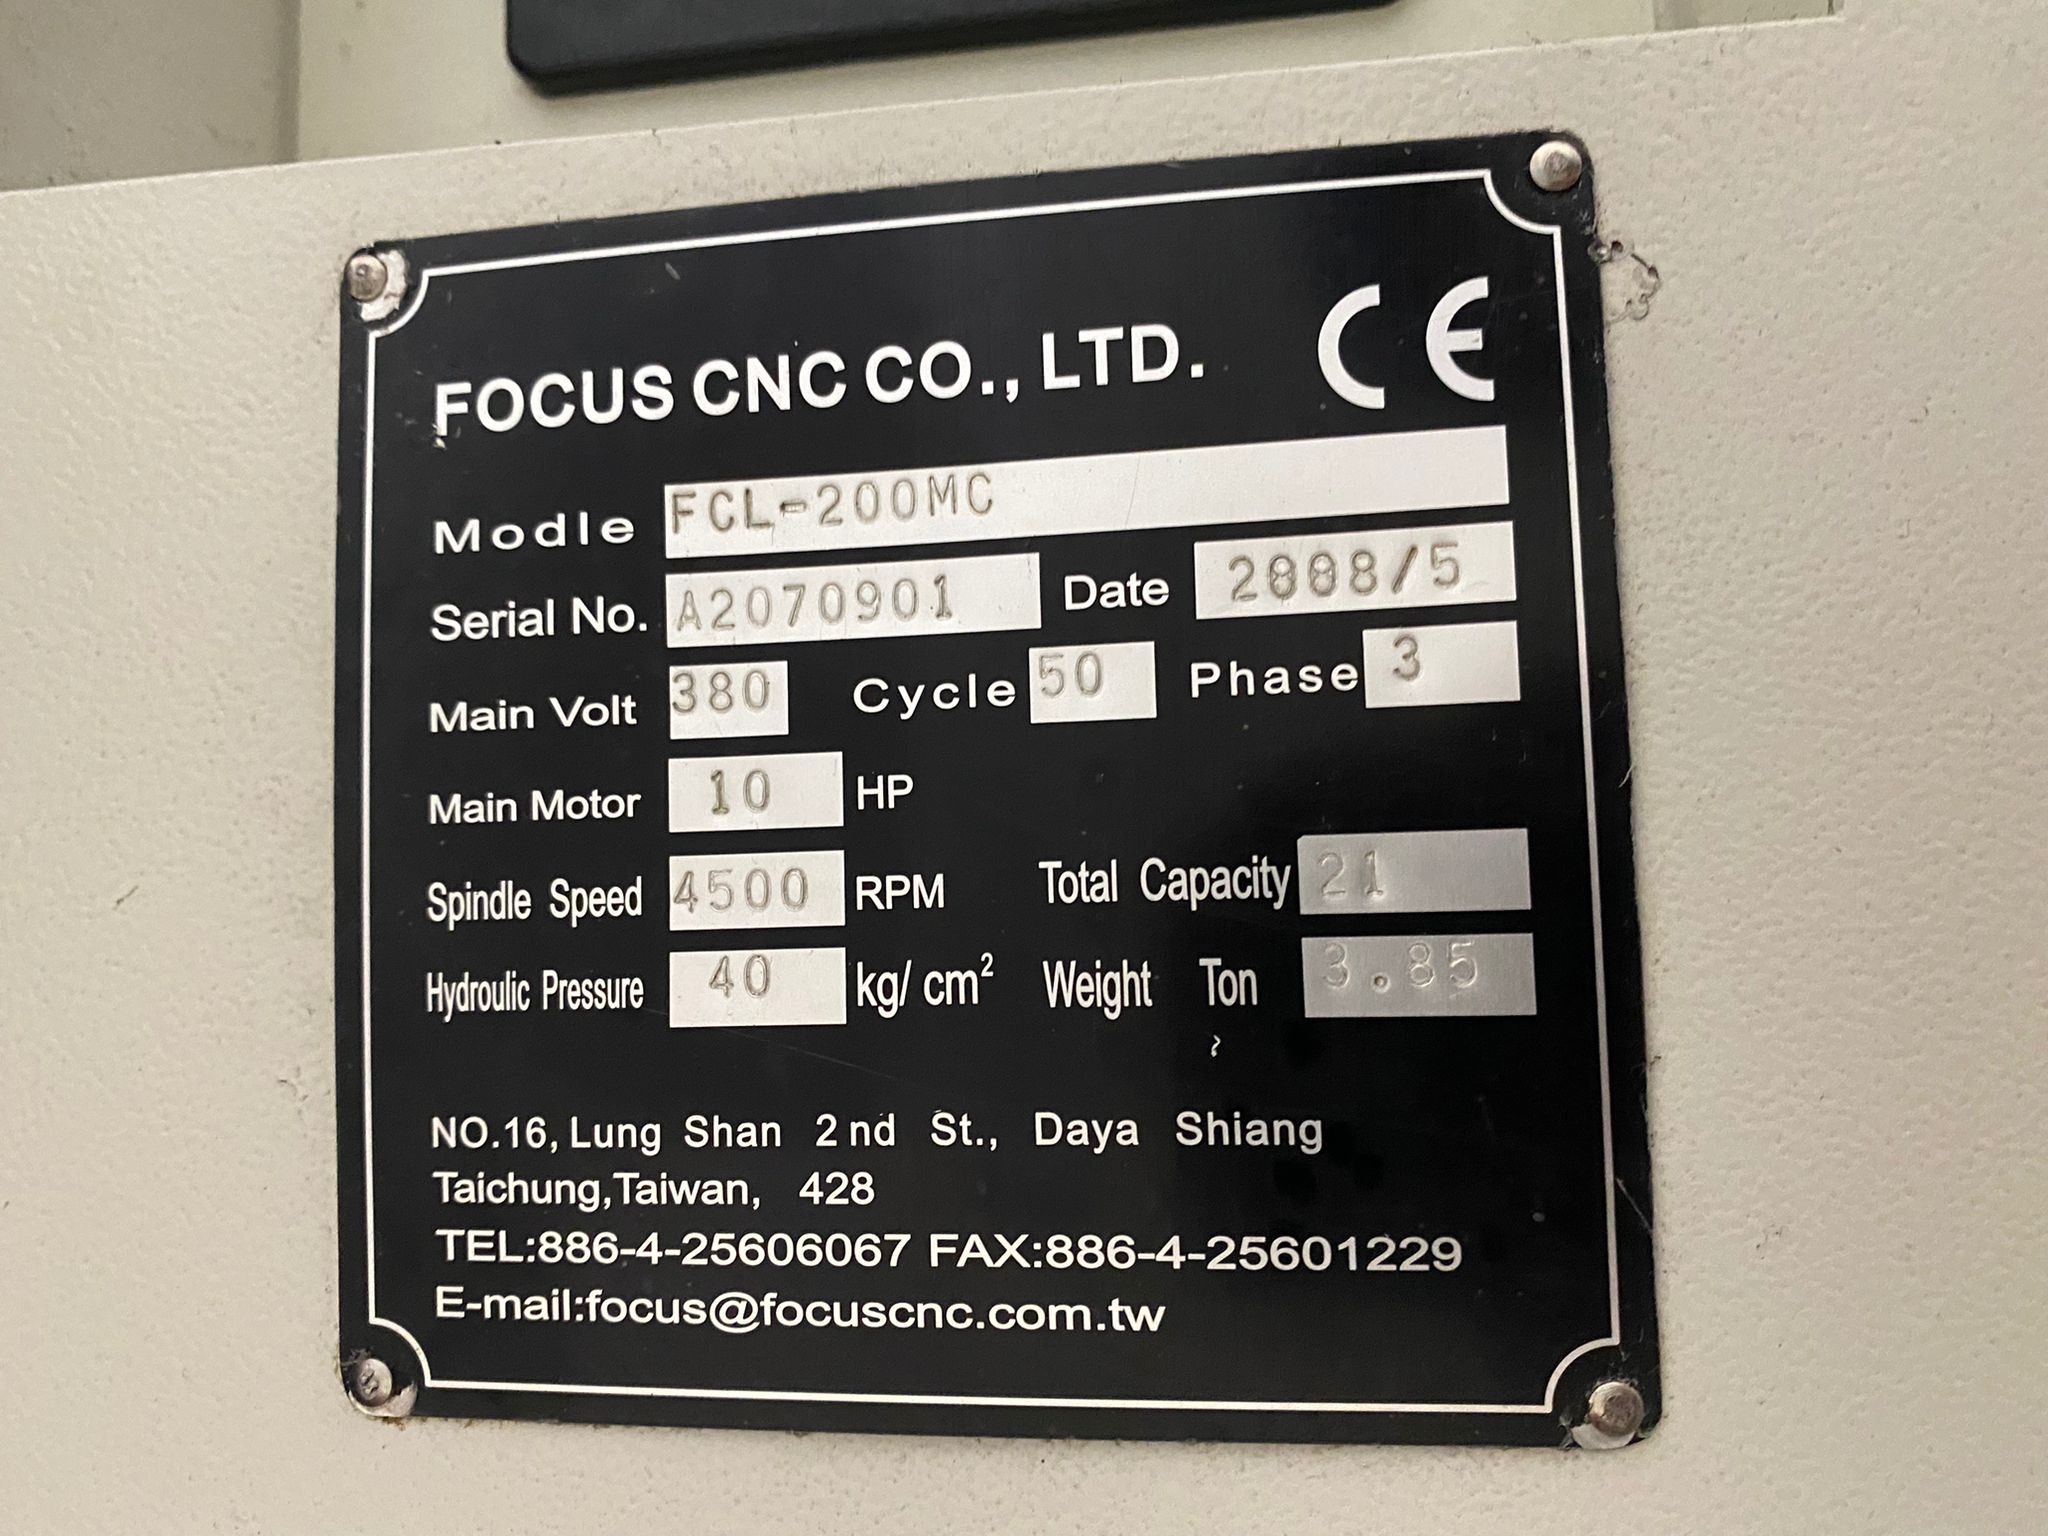 FOCUS CNC CO., LTD. CE
Modle FCL-200MC
Serial No. A2070901 Date 2008/5
Main Volt 380 Cycle 50 Phase 3
Main Motor 10 HP
Spindle Speed 4500 RPM Total Capacity 21
Hydroulic Pressure 40 kg/cm² Weight Ton 3.85
NO.16, Lung Shan 2nd St., Daya Shiang
Taichung,Taiwan, 428
TEL:886-4-25606067 FAX:886-4-25601229
E-mail:focus@focuscnc.com.tw